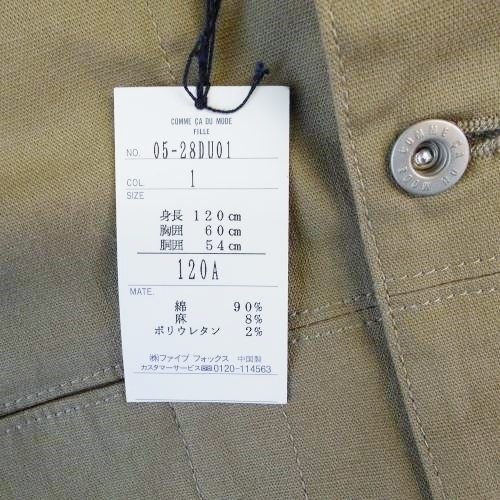 COMME ÇA DU MODE
FILLE
NO. 05-28DU01
COL. 1
SIZE
身長 120cm
胸囲 60cm
胴囲 54cm
120A
MATE.
綿 90%
麻 8%
ポリウレタン 2%
㈱ファイブ フォックス 中国製
カスタマーサービス 0120-114563
COMME ÇA DU MODE